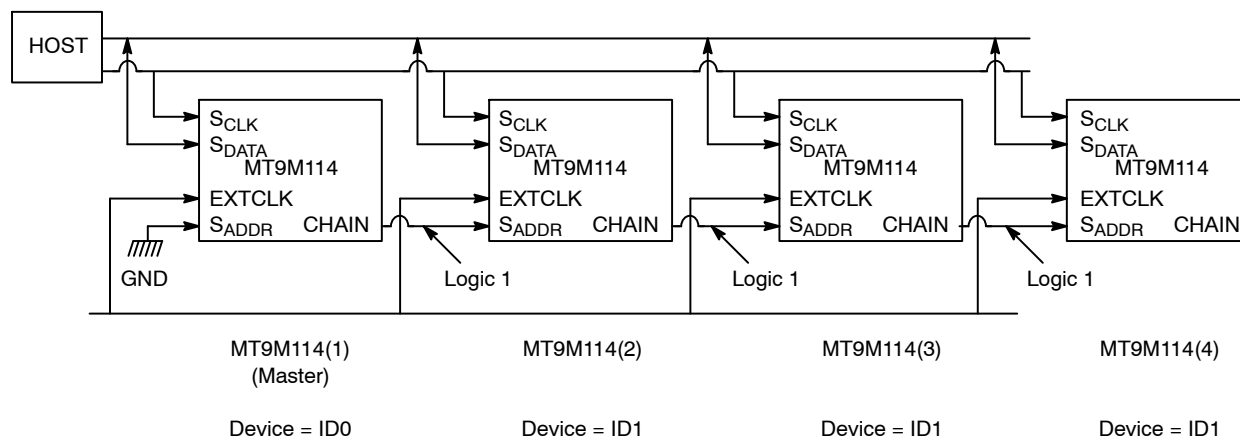 HOST
SCLK
SDATA
MT9M114
EXTCLK
SADDR CHAIN
SCLK
SDATA
MT9M114
EXTCLK
SADDR CHAIN
SCLK
SDATA
MT9M114
EXTCLK
SADDR CHAIN
SCLK
SDATA
MT9M114
EXTCLK
SADDR CHAIN
GND
Logic 1
Logic 1
Logic 1
MT9M114(1)
(Master)
MT9M114(2)
MT9M114(3)
MT9M114(4)
Device = ID0
Device = ID1
Device = ID1
Device = ID1